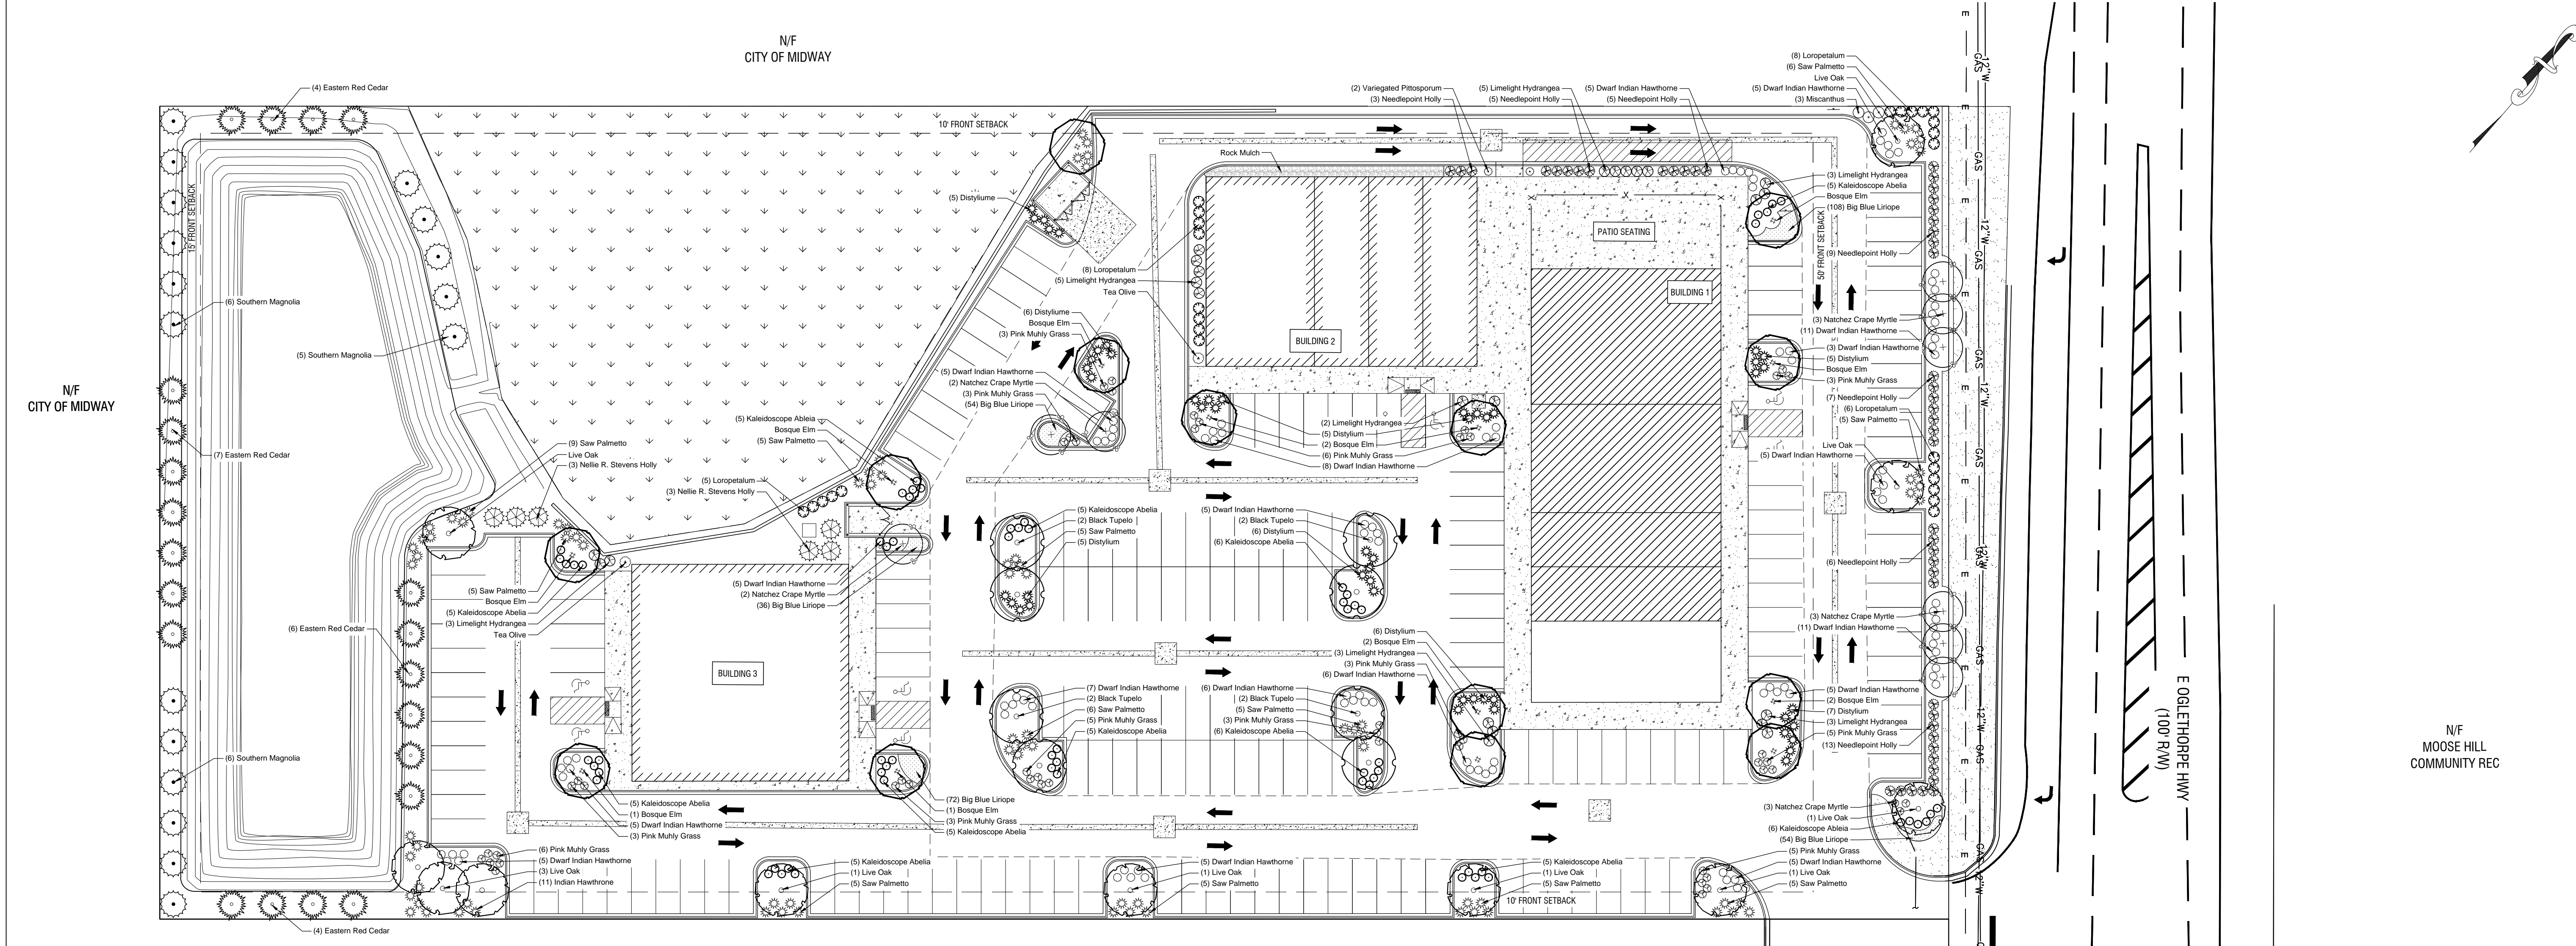 N/F
CITY OF MIDWAY
(4) Eastern Red Cedar
10' FRONT SETBACK
15' FRONT SETBACK
(2) Variegated Pittosporum
(3) Needlepoint Holly
(5) Limelight Hydrangea
(5) Needlepoint Holly
(5) Dwarf Indian Hawthorne
(5) Needlepoint Holly
(8) Loropetalum
(6) Saw Palmetto
Live Oak
(5) Dwarf Indian Hawthorne
(3) Miscanthus
Rock Mulch
(5) Distyliume
(3) Limelight Hydrangea
(5) Kaleidoscope Abelia
Bosque Elm
(108) Big Blue Liriope
PATIO SEATING
X
X
X
50' FRONT SETBACK
(9) Needlepoint Holly
(8) Loropetalum
(5) Limelight Hydrangea
Tea Olive
BUILDING 1
BUILDING 2
(6) Southern Magnolia
(5) Southern Magnolia
(6) Distyliume
Bosque Elm
(3) Pink Muhly Grass
(3) Natchez Crape Myrtle
(11) Dwarf Indian Hawthorne
(3) Dwarf Indian Hawthorne
(5) Distylium
Bosque Elm
(3) Pink Muhly Grass
(5) Dwarf Indian Hawthorne
(2) Natchez Crape Myrtle
(3) Pink Muhly Grass
(54) Big Blue Liriope
N/F
CITY OF MIDWAY
(7) Needlepoint Holly
(6) Loropetalum
(5) Saw Palmetto
Live Oak
(5) Dwarf Indian Hawthorne
(2) Limelight Hydrangea
(5) Distylium
(2) Bosque Elm
(6) Pink Muhly Grass
(8) Dwarf Indian Hawthorne
(5) Kaleidoscope Ableia
Bosque Elm
(5) Saw Palmetto
(9) Saw Palmetto
Live Oak
(3) Nellie R. Stevens Holly
(7) Eastern Red Cedar
(5) Loropetalum
(3) Nellie R. Stevens Holly
(5) Kaleidoscope Abelia
(2) Black Tupelo
(5) Saw Palmetto
(5) Distylium
(5) Dwarf Indian Hawthorne
(2) Black Tupelo
(6) Distylium
(6) Kaleidoscope Abelia
(6) Needlepoint Holly
(5) Dwarf Indian Hawthorne
(2) Natchez Crape Myrtle
(36) Big Blue Liriope
(5) Saw Palmetto
Bosque Elm
(5) Kaleidoscope Abelia
(3) Limelight Hydrangea
Tea Olive
(6) Eastern Red Cedar
(3) Natchez Crape Myrtle
(11) Dwarf Indian Hawthorne
(6) Distylium
(2) Bosque Elm
(3) Limelight Hydrangea
(3) Pink Muhly Grass
(6) Dwarf Indian Hawthorne
BUILDING 3
(7) Dwarf Indian Hawthorne
(2) Black Tupelo
(6) Saw Palmetto
(5) Pink Muhly Grass
(5) Kaleidoscope Abelia
(6) Dwarf Indian Hawthorne
(2) Black Tupelo
(5) Saw Palmetto
(3) Pink Muhly Grass
(6) Kaleidoscope Abelia
(5) Dwarf Indian Hawthorne
(2) Bosque Elm
(7) Distylium
(3) Limelight Hydrangea
(5) Pink Muhly Grass
(13) Needlepoint Holly
(6) Southern Magnolia
(5) Kaleidoscope Abelia
(1) Bosque Elm
(5) Dwarf Indian Hawthorne
(3) Pink Muhly Grass
(72) Big Blue Liriope
(1) Bosque Elm
(3) Pink Muhly Grass
(5) Kaleidoscope Abelia
(3) Natchez Crape Myrtle
(1) Live Oak
(6) Kaleidoscope Ableia
(54) Big Blue Liriope
(6) Pink Muhly Grass
(5) Dwarf Indian Hawthorne
(3) Live Oak
(11) Indian Hawthrone
(5) Kaleidoscope Abelia
(1) Live Oak
(5) Saw Palmetto
(5) Dwarf Indian Hawthorne
(1) Live Oak
(5) Saw Palmetto
(5) Kaleidoscope Abelia
(1) Live Oak
(5) Saw Palmetto
10' FRONT SETBACK
(5) Pink Muhly Grass
(5) Dwarf Indian Hawthorne
(1) Live Oak
(5) Saw Palmetto
(4) Eastern Red Cedar
E
E
E
E
E
E
E
E
E
GAS
GAS
GAS
GAS
GAS
GAS
GAS
GAS
GAS
12"W
12"W
12"W
12"W
12"W
12"W
E OGLETHORPE HWY
(100' R/W)
N/F
MOOSE HILL
COMMUNITY REC